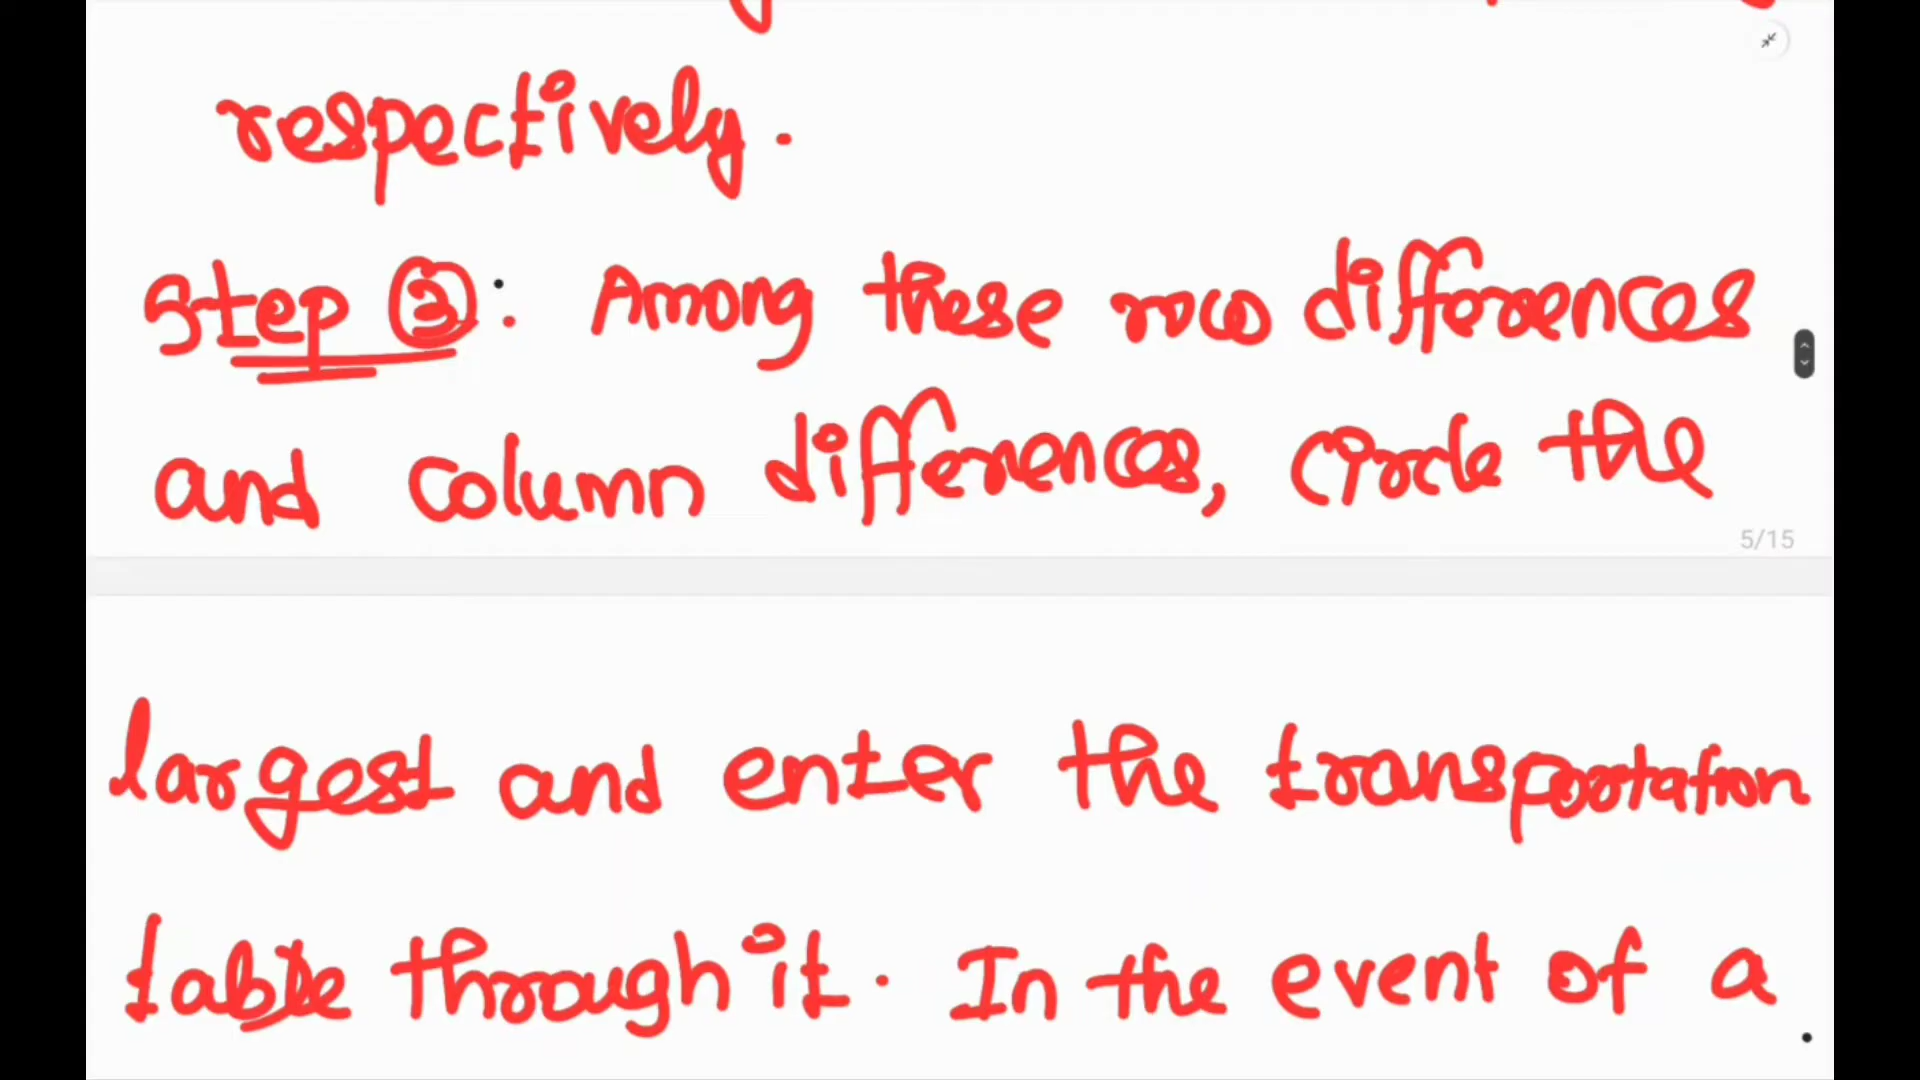 respectively.
Step ③: Among these row differences
and column differences, circle the
5/15
largest and enter the transportation
table through it. In the event of a